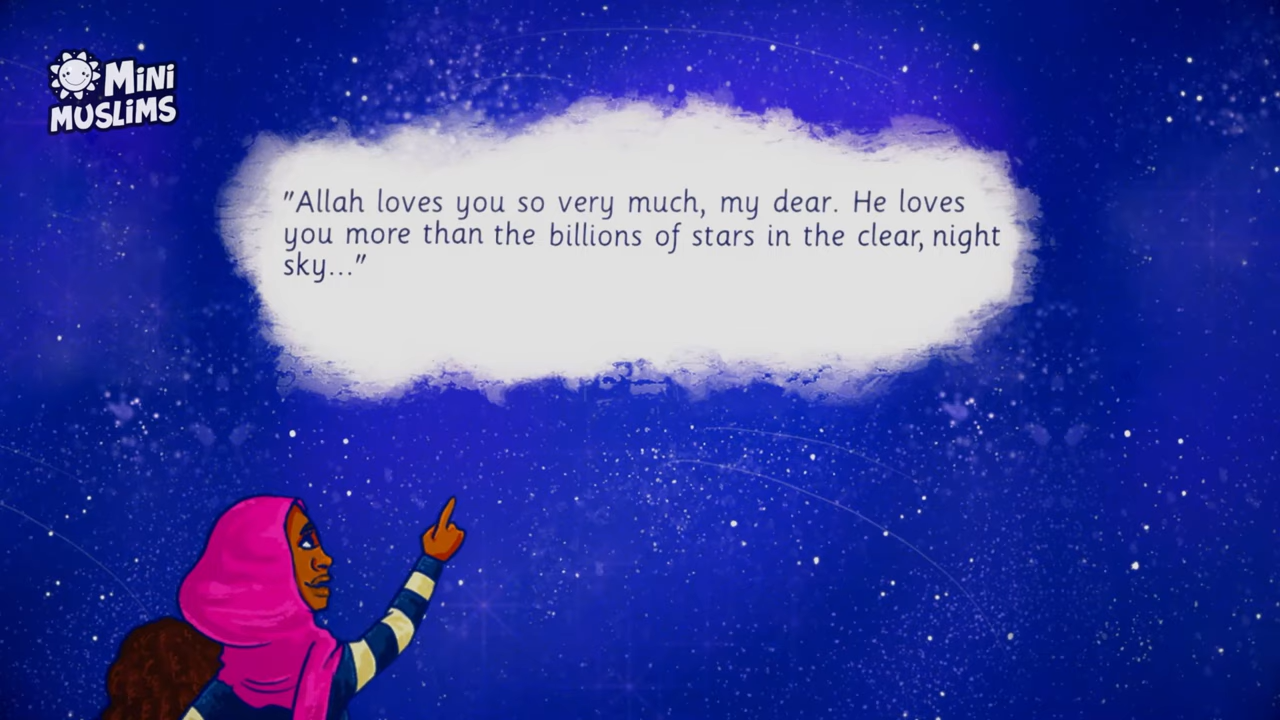 MiNi
MUSLiMS
"Allah loves you so very much, my dear. He loves
you more than the billions of stars in the clear, night
sky..."